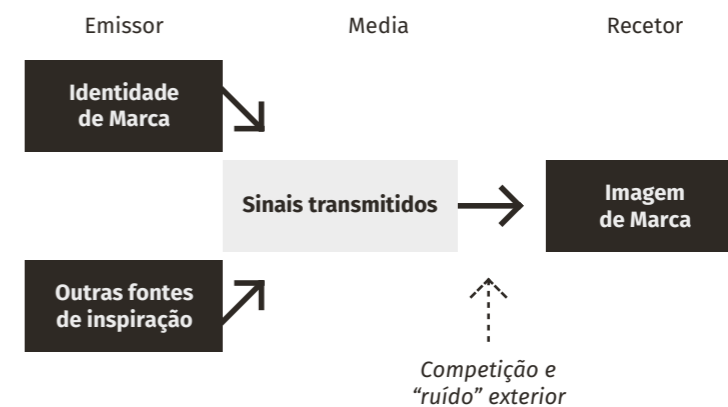 Emissor
Media
Recetor
Identidade
de Marca
Sinais transmitidos
Imagem
de Marca
Outras fontes
de inspiração
Competição e
“ruído” exterior